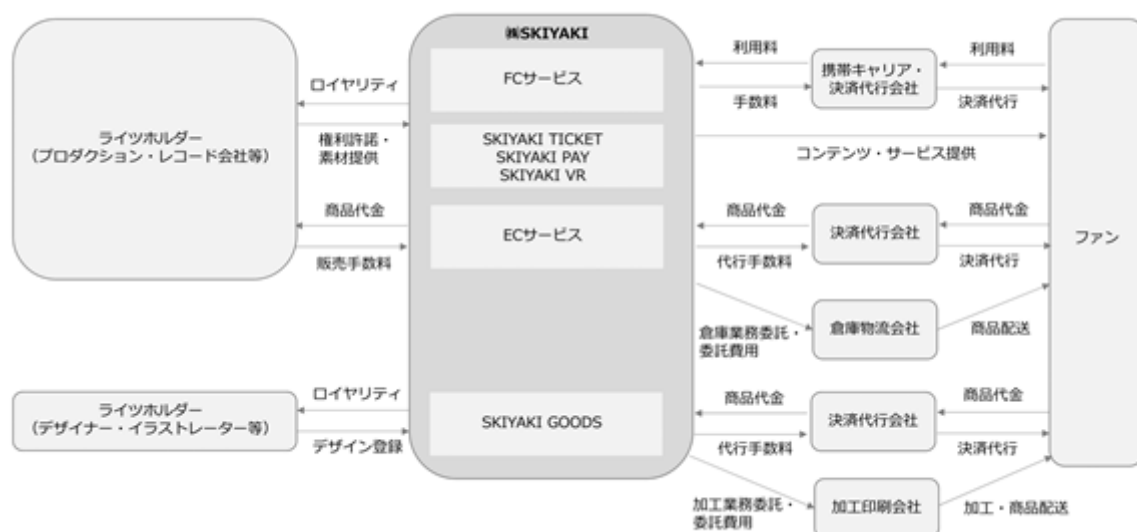 ㈱SKIYAKI
FCサービス
SKIYAKI TICKET
SKIYAKI PAY
SKIYAKI VR
ECサービス
SKIYAKI GOODS
ライツホルダー
(プロダクション・レコード会社等)
ロイヤリティ
権利許諾・
素材提供
商品代金
販売手数料
ライツホルダー
(デザイナー・イラストレーター等)
ロイヤリティ
デザイン登録
利用料
手数料
携帯キャリア・
決済代行会社
利用料
決済代行
コンテンツ・サービス提供
商品代金
代行手数料
決済代行会社
商品代金
決済代行
倉庫業務委託・
委託費用
倉庫物流会社
商品配送
商品代金
代行手数料
決済代行会社
商品代金
決済代行
加工業務委託・
委託費用
加工印刷会社
加工・商品配送
ファン